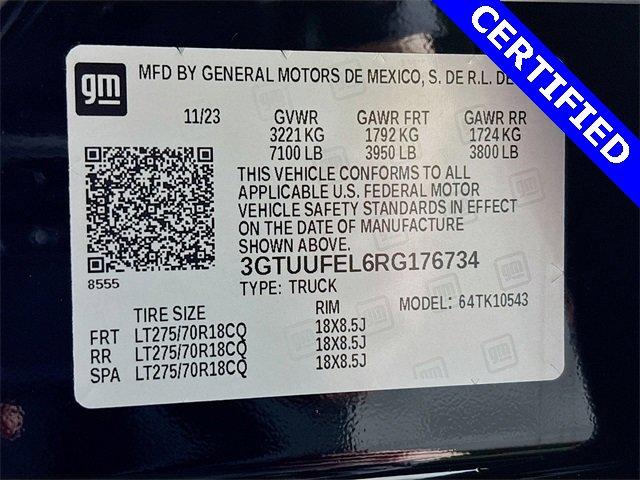 CERTIFIED
gm
MFD BY GENERAL MOTORS DE MEXICO, S. DE R.L. DE
11/23 GVWR GAWR FRT GAWR RR
3221 KG 1792 KG 1724 KG
7100 LB 3950 LB 3800 LB
THIS VEHICLE CONFORMS TO ALL
APPLICABLE U.S. FEDERAL MOTOR
VEHICLE SAFETY STANDARDS IN EFFECT
ON THE DATE OF MANUFACTURE
SHOWN ABOVE.
3GTUUFEL6RG176734
8555
TYPE: TRUCK
TIRE SIZE RIM MODEL: 64TK10543
FRT LT275/70R18CQ 18X8.5J
RR LT275/70R18CQ 18X8.5J
SPA LT275/70R18CQ 18X8.5J